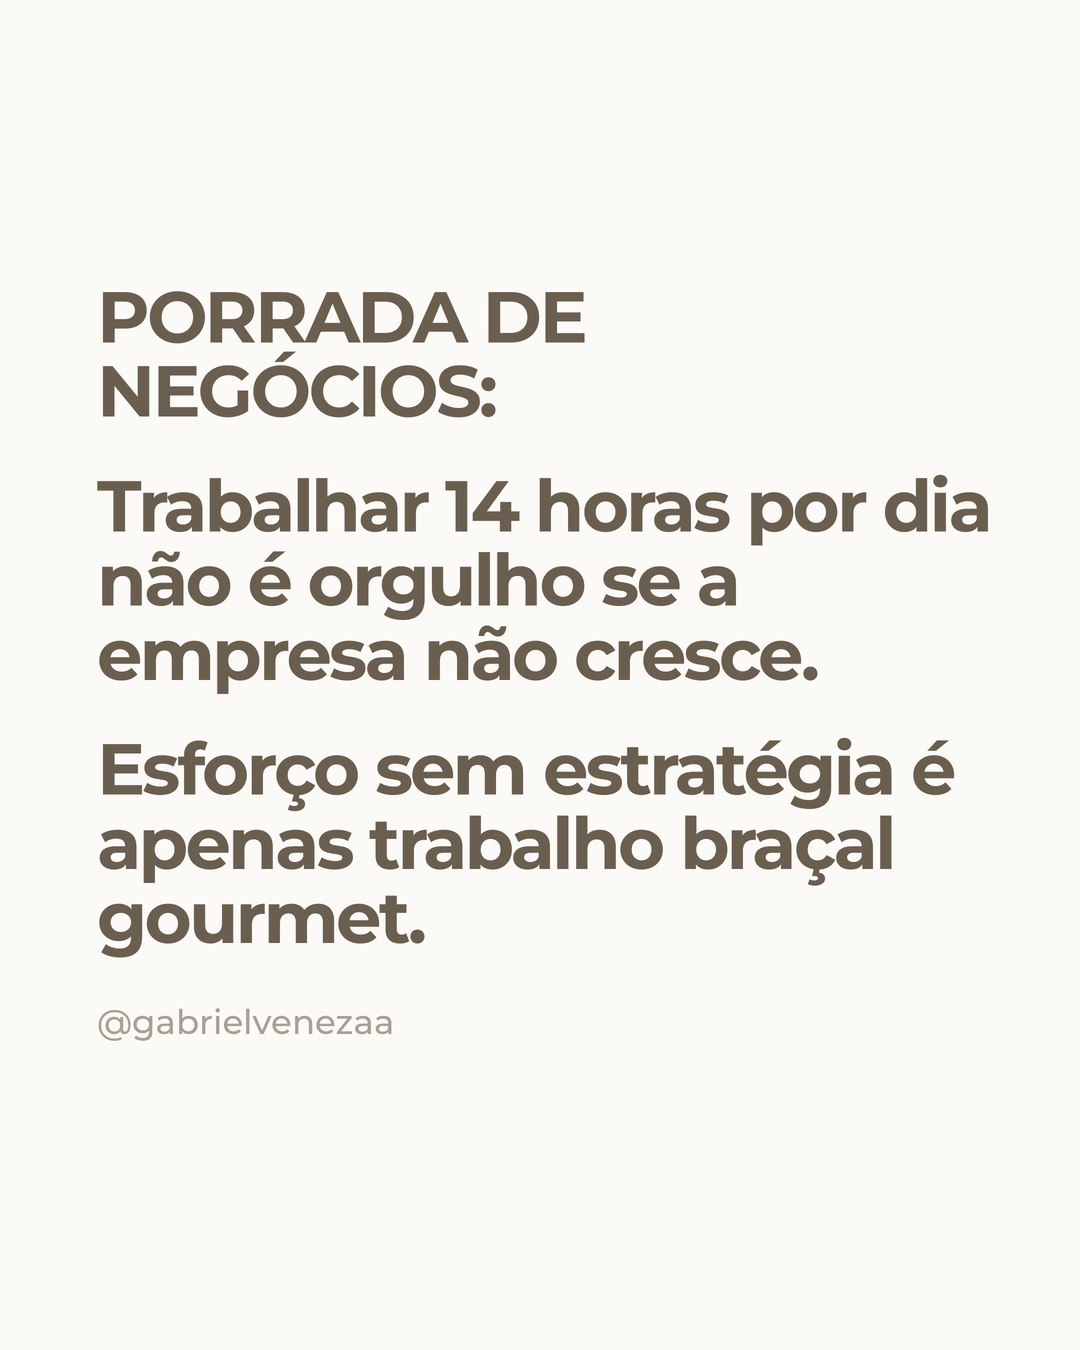 PORRADA DE
NEGÓCIOS:
Trabalhar 14 horas por dia
não é orgulho se a
empresa não cresce.
Esforço sem estratégia é
apenas trabalho braçal
gourmet.
@gabrielvenezaa